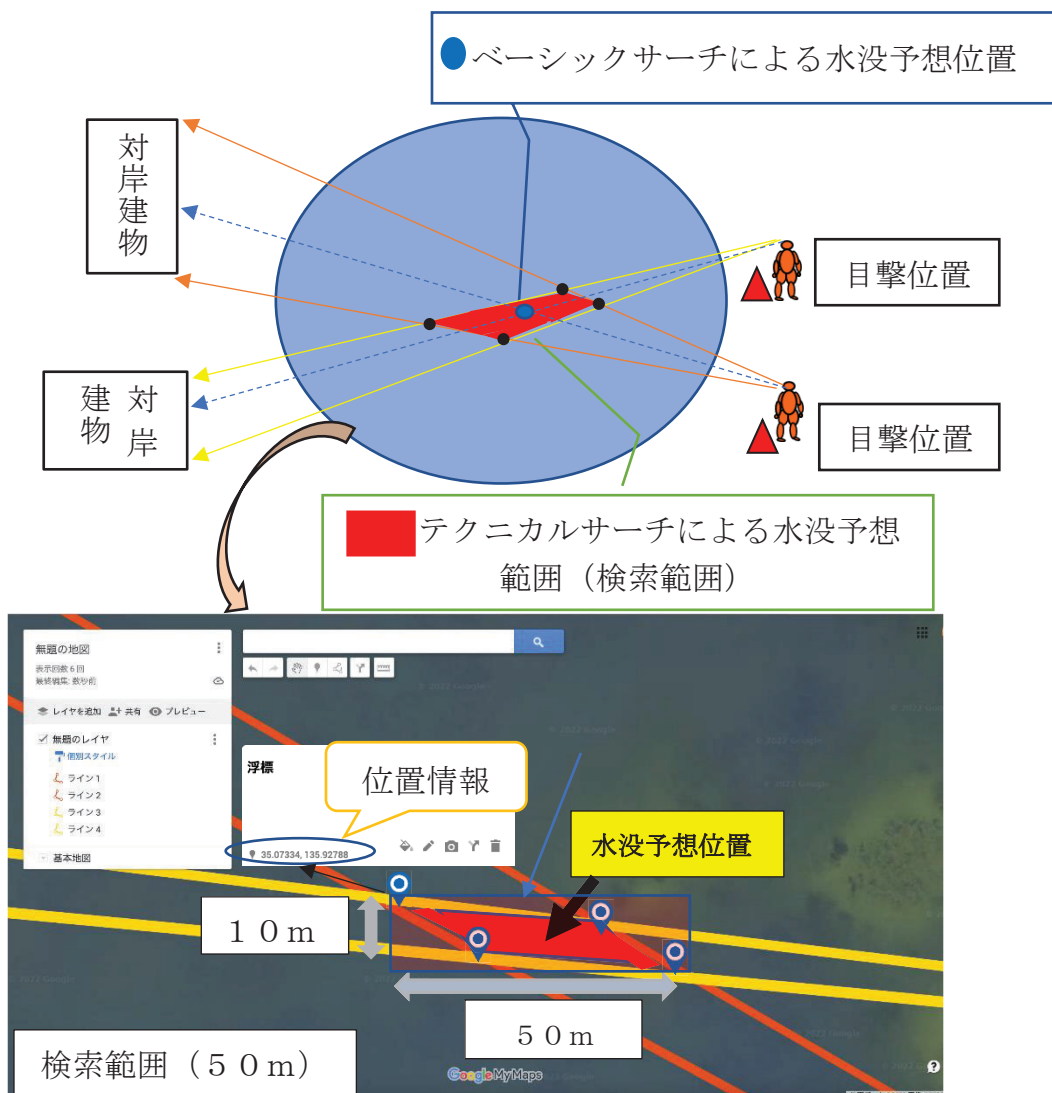 ベーシックサーチによる水没予想位置
対岸建物
目撃位置
対岸
建物
目撃位置
テクニカルサーチによる水没予想
範囲（検索範囲）
無題の地図
表示回数 6 回
最終編集: 数秒前
レイヤを追加 共有 プレビュー
無題のレイヤ
個別スタイル
ライン 1
ライン 2
ライン 3
ライン 4
基本地図
浮標
位置情報
35.07334, 135.92788
水没予想位置
１０ｍ
５０ｍ
検索範囲（５０ｍ）
Google My Maps